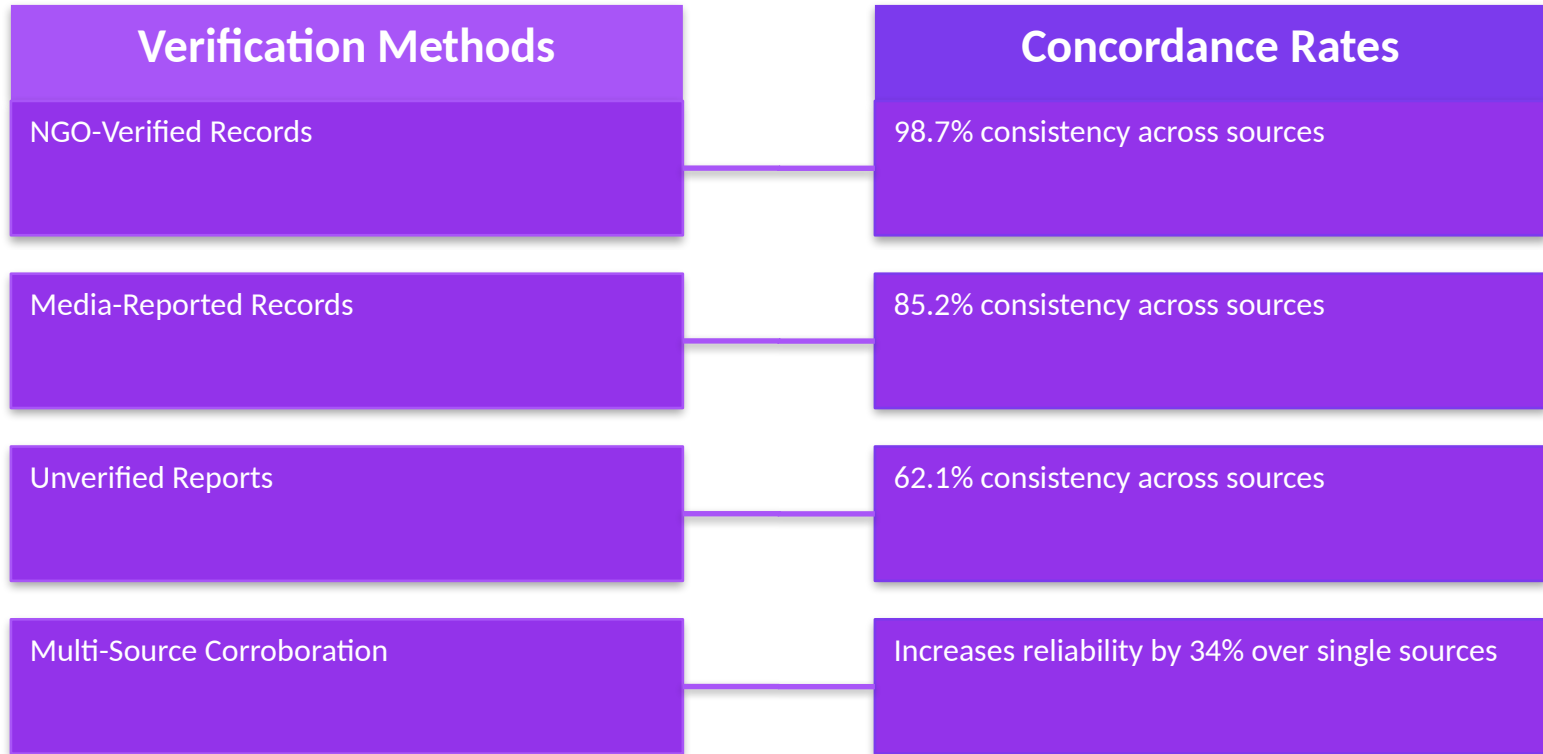 Verification Methods
Concordance Rates
NGO-Verified Records
98.7% consistency across sources
Media-Reported Records
85.2% consistency across sources
Unverified Reports
62.1% consistency across sources
Multi-Source Corroboration
Increases reliability by 34% over single sources